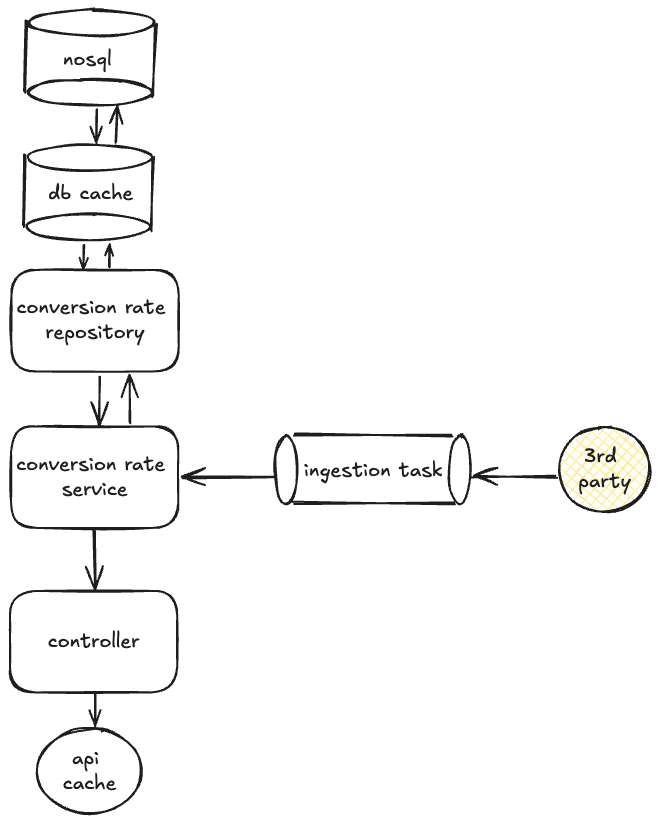 nosql
db cache
conversion rate
repository
conversion rate
service
ingestion task
3rd
party
controller
api
cache